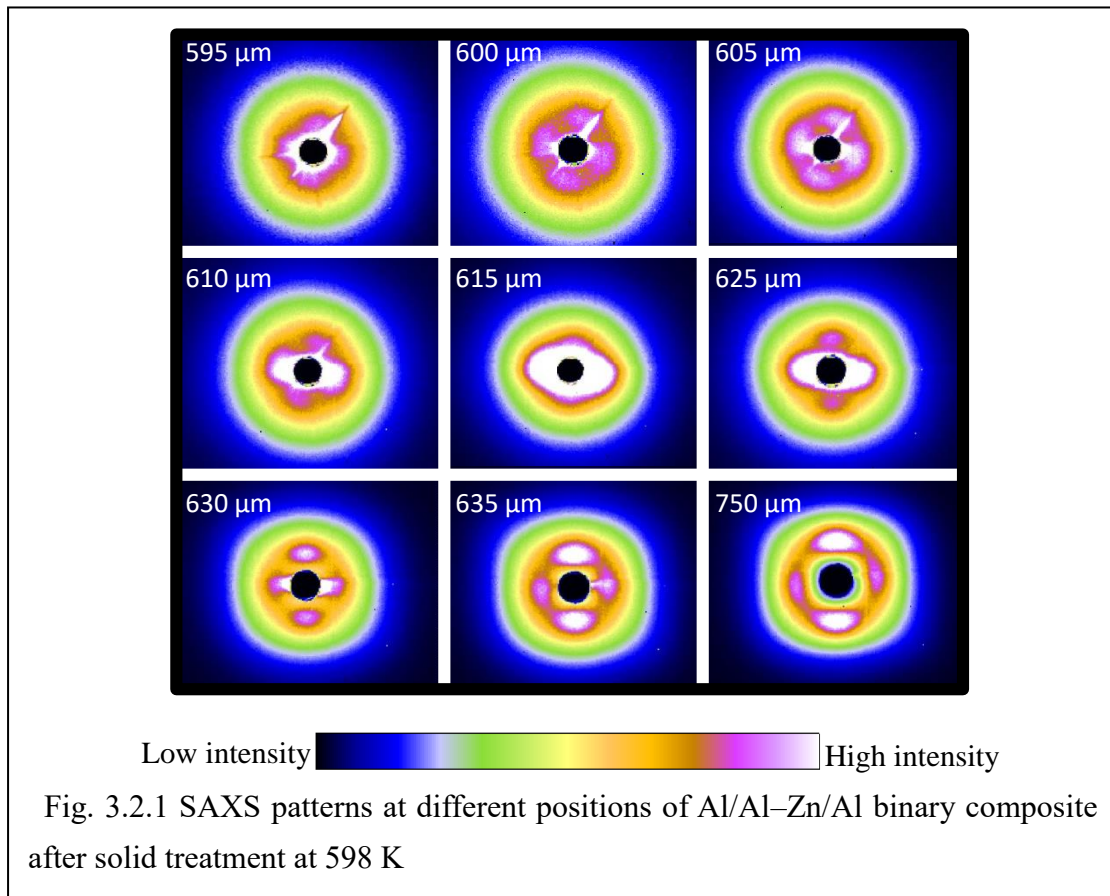 595 μm
600 μm
605 μm
610 μm
615 μm
625 μm
630 μm
635 μm
750 μm
Low intensity
High intensity
Fig. 3.2.1 SAXS patterns at different positions of Al/Al–Zn/Al binary composite
after solid treatment at 598 K